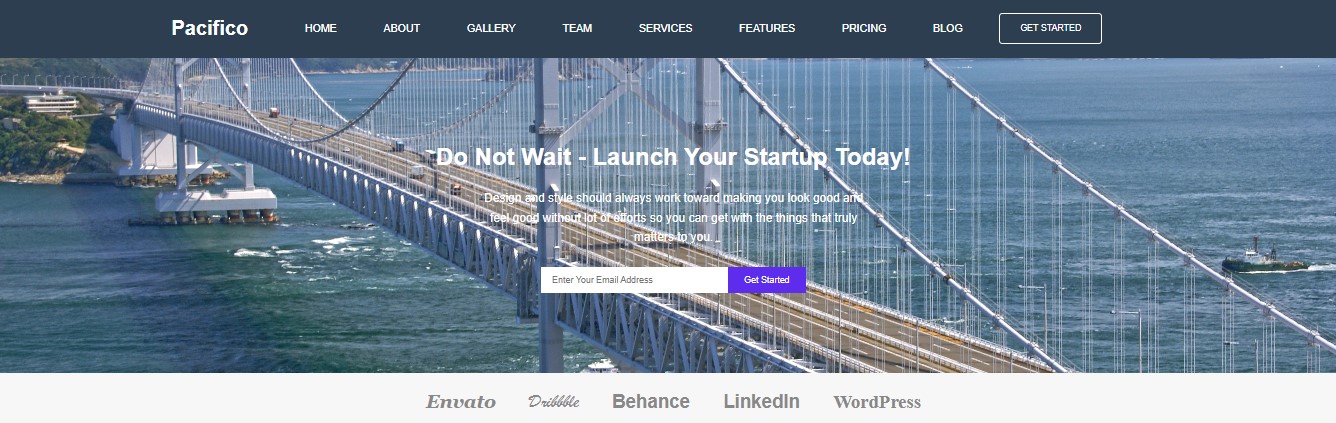 Pacifico HOME ABOUT GALLERY TEAM SERVICES FEATURES PRICING BLOG GET STARTED
Do Not Wait - Launch Your Startup Today!
Design and style should always work toward making you look good and
feel good without lot of efforts so you can get with the things that truly
matters to you.
Enter Your Email Address Get Started
Envato Dribbble Behance LinkedIn WordPress